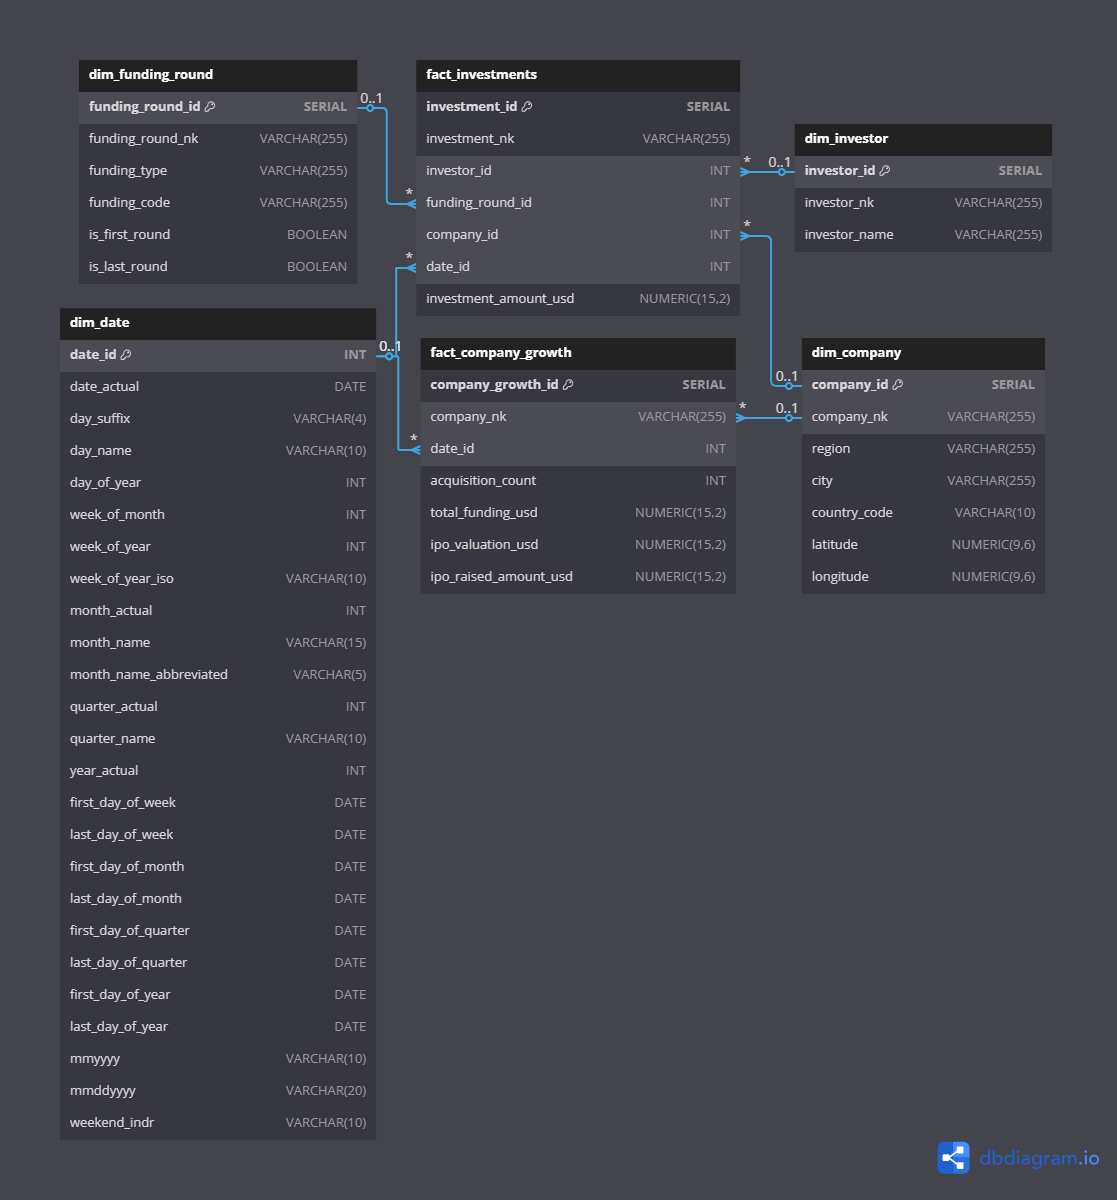 dim_funding_round
funding_round_id SERIAL
funding_round_nk VARCHAR(255)
funding_type VARCHAR(255)
funding_code VARCHAR(255)
is_first_round BOOLEAN
is_last_round BOOLEAN
0..1
*
*
fact_investments
investment_id SERIAL
investment_nk VARCHAR(255)
investor_id INT
funding_round_id INT
company_id INT
date_id INT
investment_amount_usd NUMERIC(15,2)
*
0..1
*
dim_investor
investor_id SERIAL
investor_nk VARCHAR(255)
investor_name VARCHAR(255)
dim_date
date_id INT
date_actual DATE
day_suffix VARCHAR(4)
day_name VARCHAR(10)
day_of_year INT
week_of_month INT
week_of_year INT
week_of_year_iso VARCHAR(10)
month_actual INT
month_name VARCHAR(15)
month_name_abbreviated VARCHAR(5)
quarter_actual INT
quarter_name VARCHAR(10)
year_actual INT
first_day_of_week DATE
last_day_of_week DATE
first_day_of_month DATE
last_day_of_month DATE
first_day_of_quarter DATE
last_day_of_quarter DATE
first_day_of_year DATE
last_day_of_year DATE
mmyyyy VARCHAR(10)
mmddyyyy VARCHAR(20)
weekend_indr VARCHAR(10)
0..1
*
fact_company_growth
company_growth_id SERIAL
company_nk VARCHAR(255)
date_id INT
acquisition_count INT
total_funding_usd NUMERIC(15,2)
ipo_valuation_usd NUMERIC(15,2)
ipo_raised_amount_usd NUMERIC(15,2)
0..1
*
0..1
dim_company
company_id SERIAL
company_nk VARCHAR(255)
region VARCHAR(255)
city VARCHAR(255)
country_code VARCHAR(10)
latitude NUMERIC(9,6)
longitude NUMERIC(9,6)
dbdiagram.io